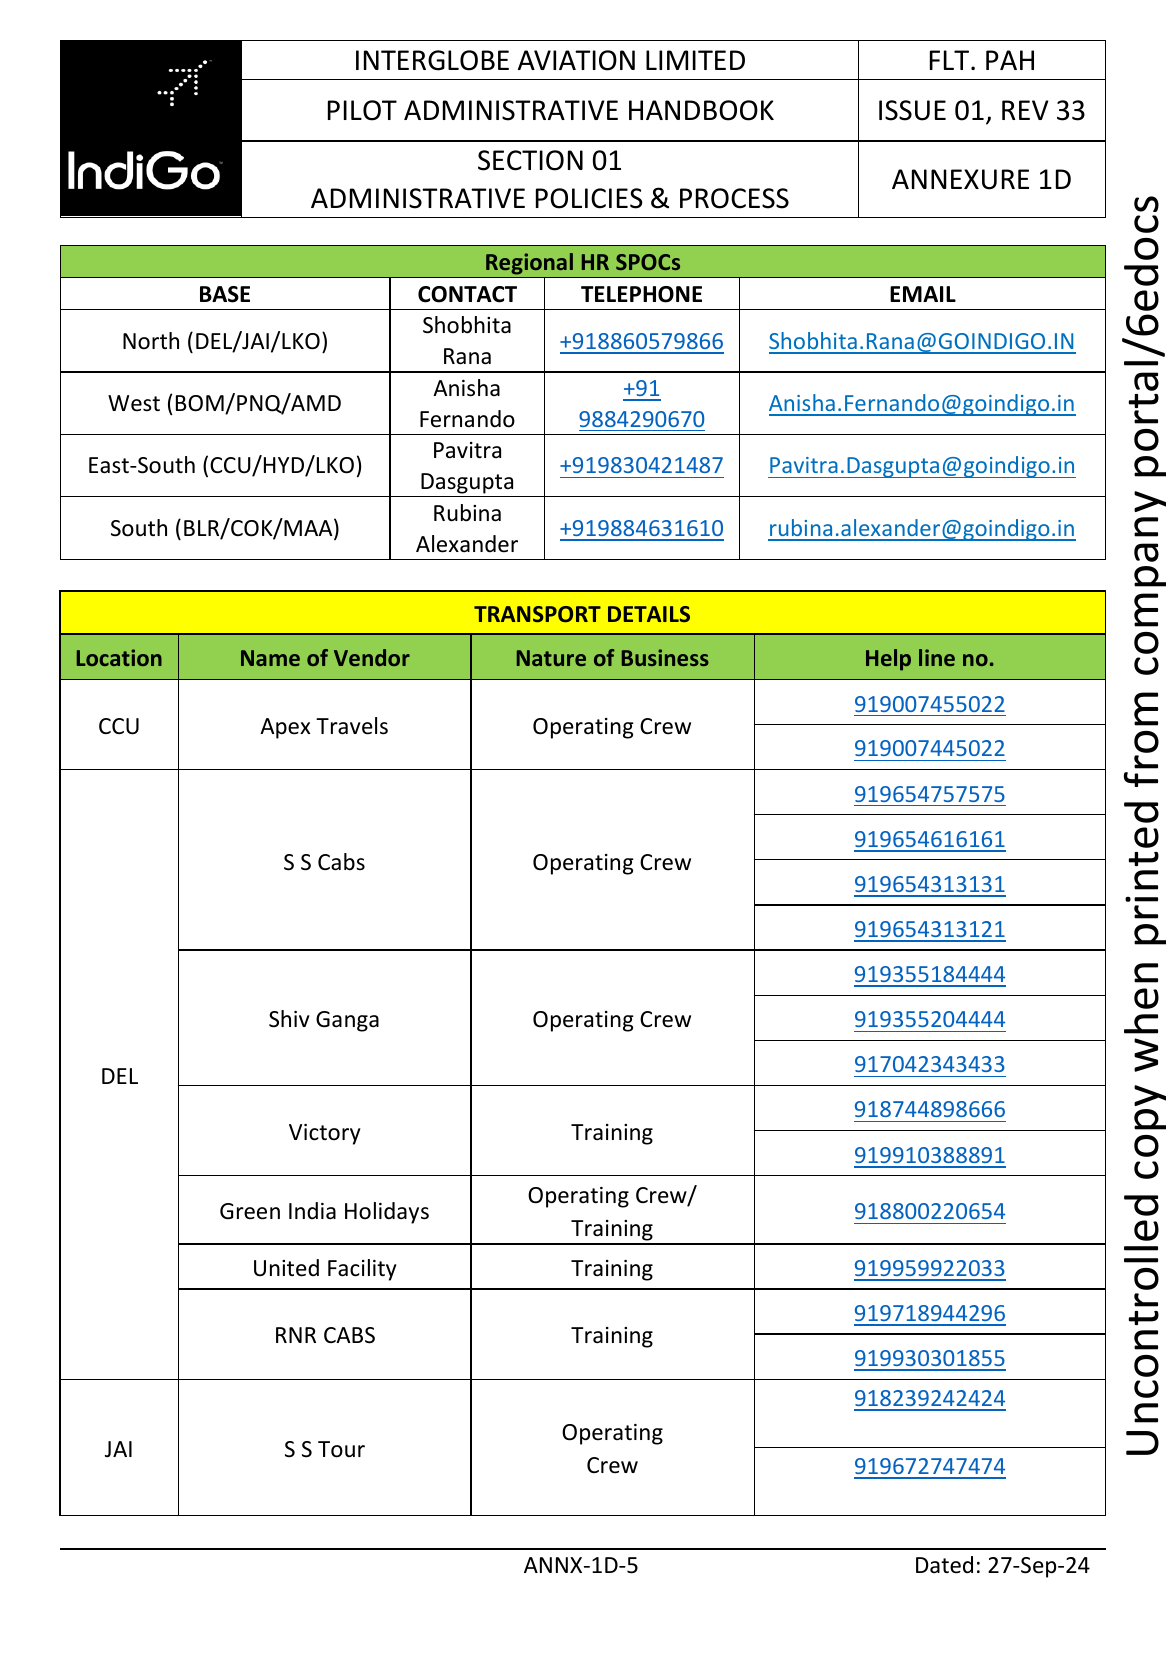 IndiGo
INTERGLOBE AVIATION LIMITED
FLT. PAH
PILOT ADMINISTRATIVE HANDBOOK
ISSUE 01, REV 33
SECTION 01
ADMINISTRATIVE POLICIES & PROCESS
ANNEXURE 1D
Regional HR SPOCs
BASE
CONTACT
TELEPHONE
EMAIL
North (DEL/JAI/LKO)
Shobhita
Rana
+918860579866
Shobhita.Rana@GOINDIGO.IN
West (BOM/PNQ/AMD
Anisha
Fernando
+91
9884290670
Anisha.Fernando@goindigo.in
East-South (CCU/HYD/LKO)
Pavitra
Dasgupta
+919830421487
Pavitra.Dasgupta@goindigo.in
South (BLR/COK/MAA)
Rubina
Alexander
+919884631610
rubina.alexander@goindigo.in
TRANSPORT DETAILS
Location
Name of Vendor
Nature of Business
Help line no.
CCU
Apex Travels
Operating Crew
919007455022
919007445022
DEL
S S Cabs
Operating Crew
919654757575
919654616161
919654313131
919654313121
Shiv Ganga
Operating Crew
919355184444
919355204444
917042343433
Victory
Training
918744898666
919910388891
Green India Holidays
Operating Crew/
Training
918800220654
United Facility
Training
919959922033
RNR CABS
Training
919718944296
919930301855
JAI
S S Tour
Operating
Crew
918239242424
919672747474
ANNX-1D-5
Dated: 27-Sep-24
Uncontrolled copy when printed from company portal/6edocs